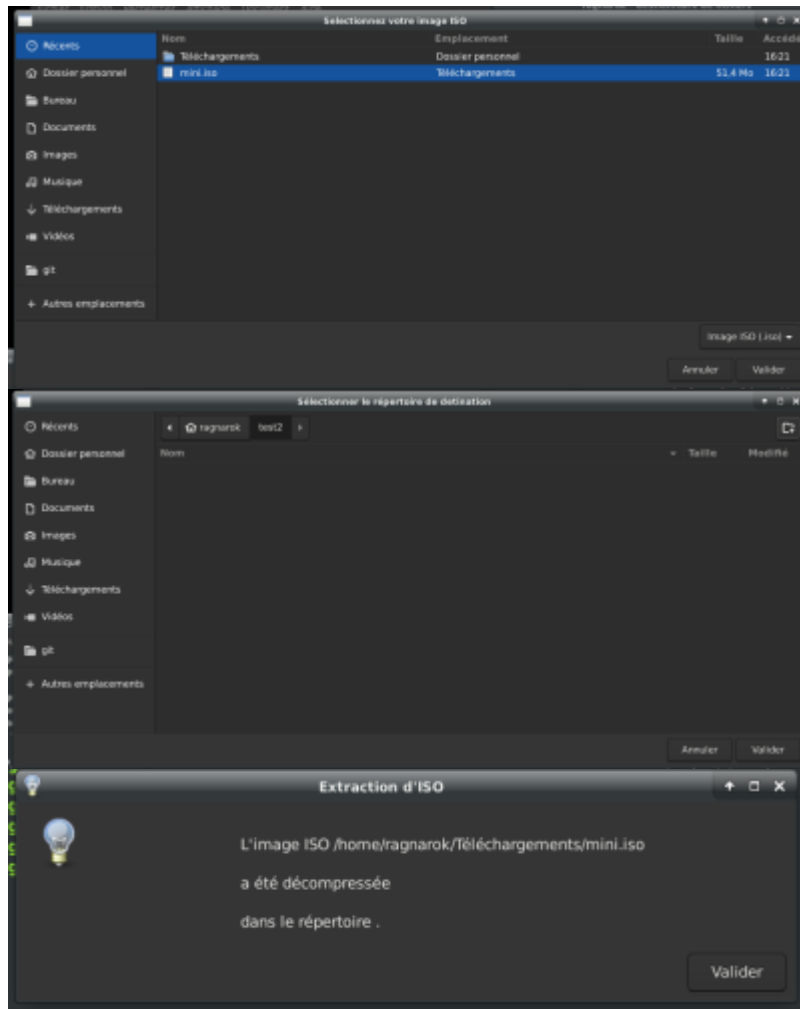 Sélectionnez votre image ISO
Récents
Nom Emplacement Taille Accédé
Téléchargements Dossier personnel 16:21
Dossier personnel
mini.iso Téléchargements 51,4 Mo 16:21
Bureau
Documents
Images
Musique
Téléchargements
Vidéos
git
+ Autres emplacements
Image ISO (.iso)
Annuler Valider
Sélectionner le répertoire de detination
Récents
ragnarok test2
Dossier personnel
Nom Taille Modifié
Bureau
Documents
Images
Musique
Téléchargements
Vidéos
git
+ Autres emplacements
Annuler Valider
Extraction d'ISO
L'image ISO /home/ragnarok/Téléchargements/mini.iso
a été décompressée
dans le répertoire .
Valider